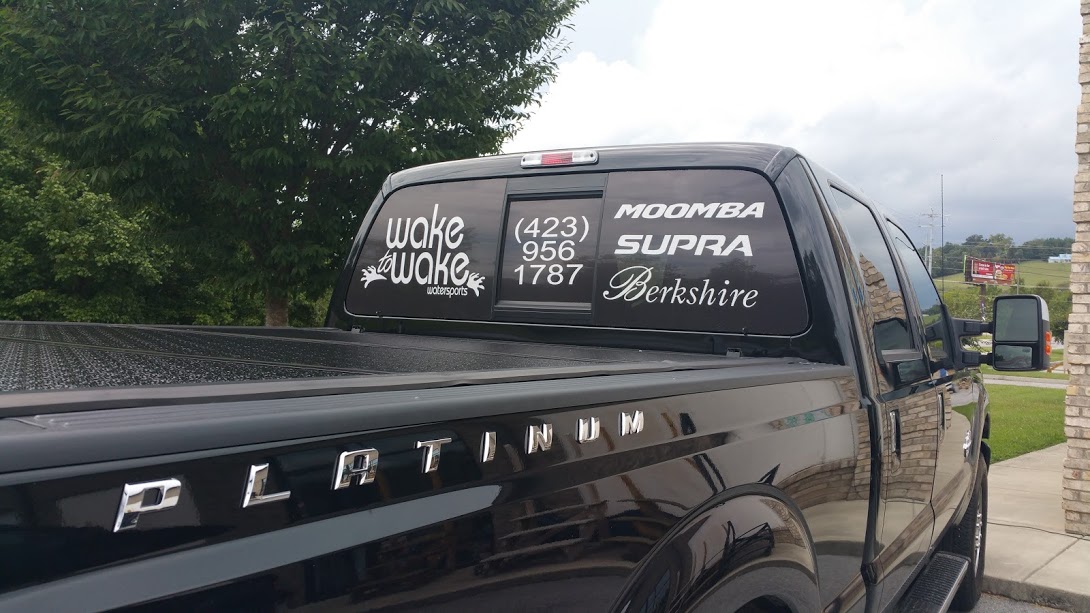 wake
to wake
watersports
(423)
956
1787
MOOMBA
SUPRA
Berkshire
PLATINUM